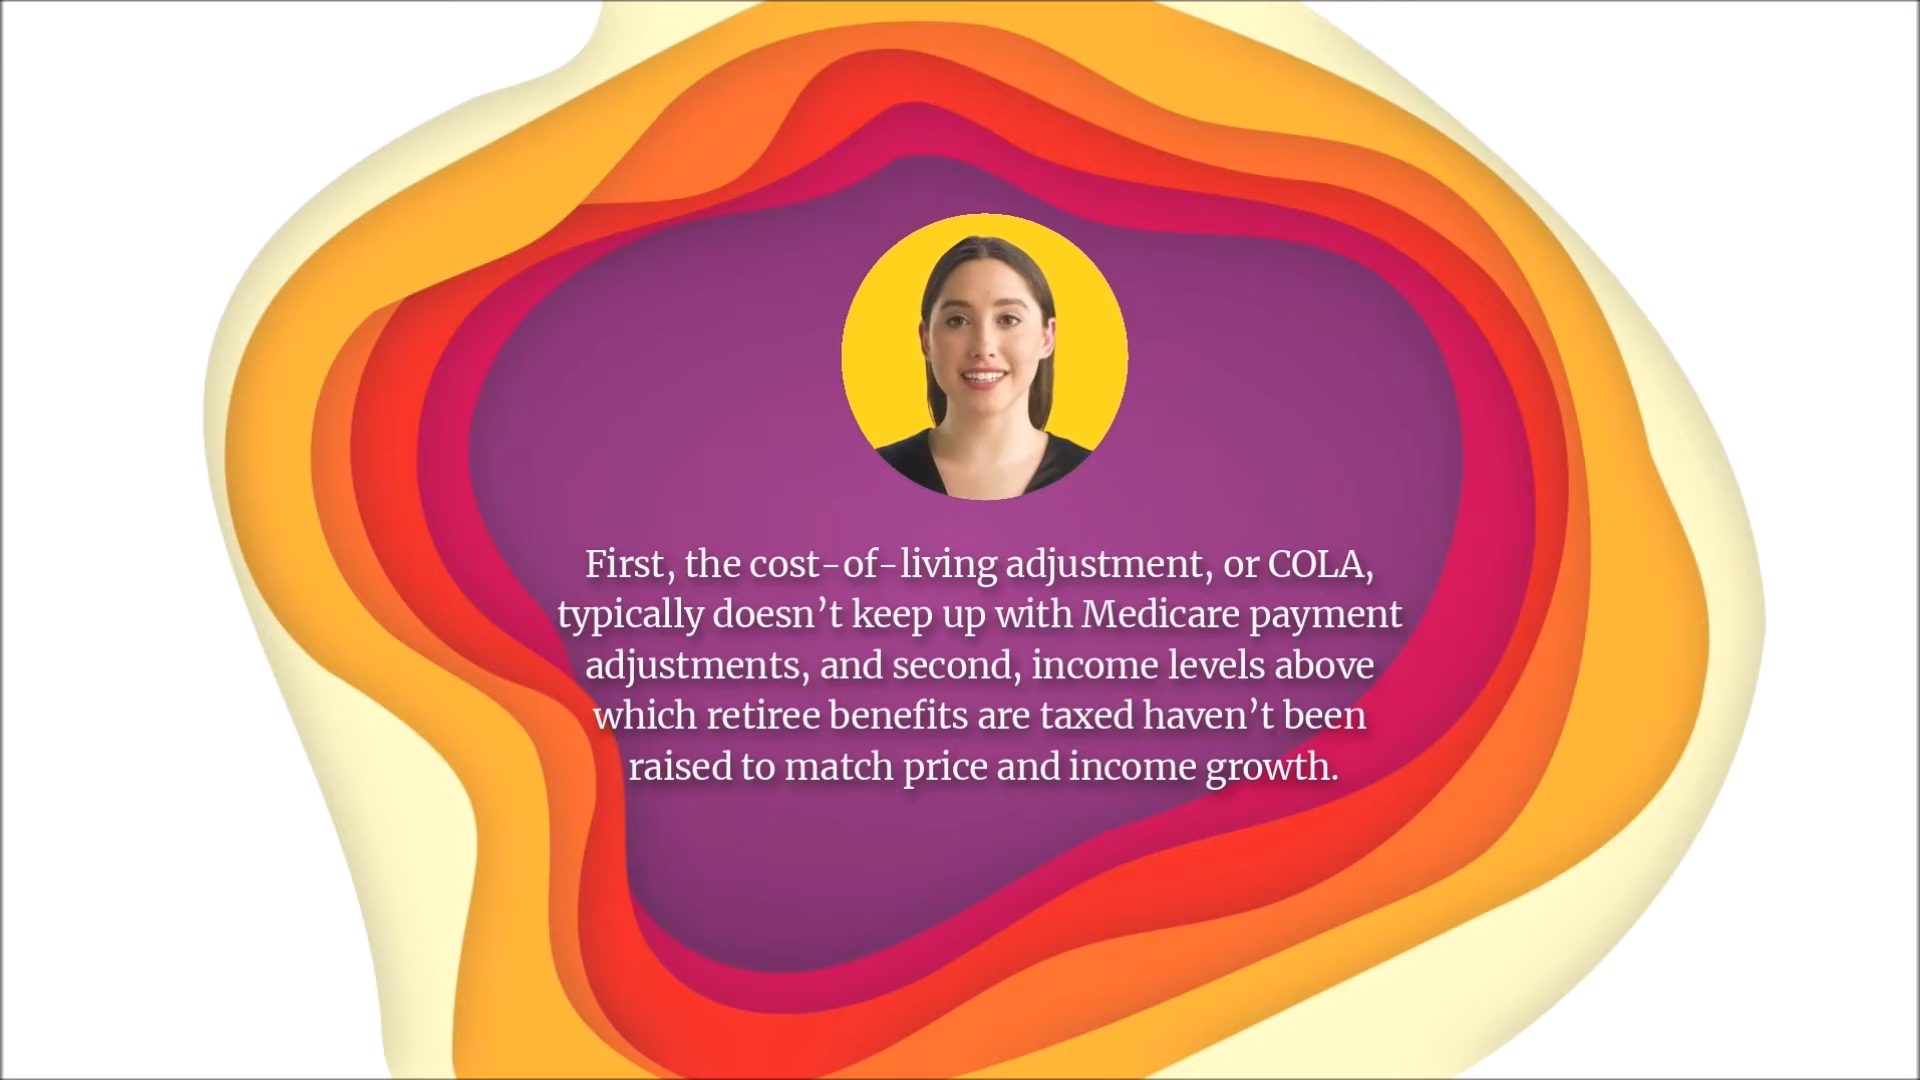 First, the cost-of-living adjustment, or COLA,
typically doesn’t keep up with Medicare payment
adjustments, and second, income levels above
which retiree benefits are taxed haven’t been
raised to match price and income growth.